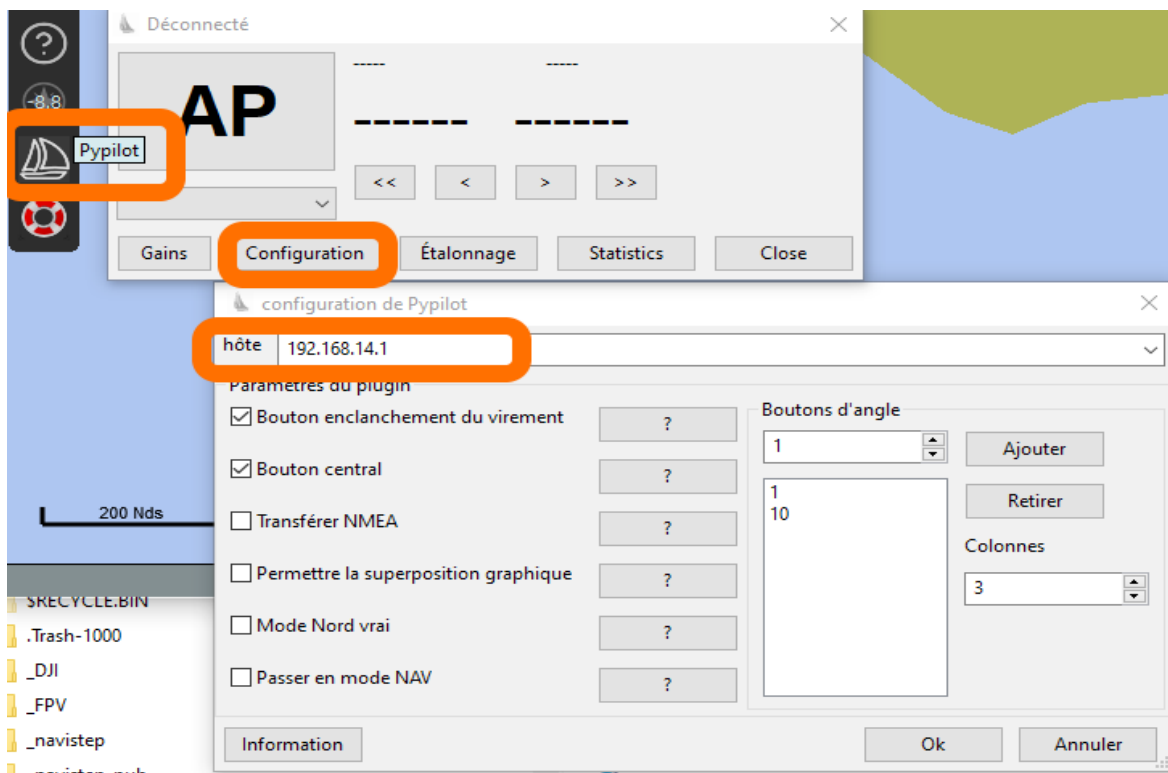 Déconnecté
?
-8.8
Pypilot
AP
----- -----
------ ------
<< < > >>
Gains Configuration Étalonnage Statistics Close
configuration de Pypilot
hôte 192.168.14.1
Paramètres du plugin
Bouton enclanchement du virement ?
Bouton central ?
Transférer NMEA ?
Permettre la superposition graphique ?
Mode Nord vrai ?
Passer en mode NAV ?
Boutons d'angle
1 Ajouter
1
10
Retirer
Colonnes
3
200 Nds
$RECYCLE.BIN
.Trash-1000
_DJI
_FPV
_navistep
Information Ok Annuler